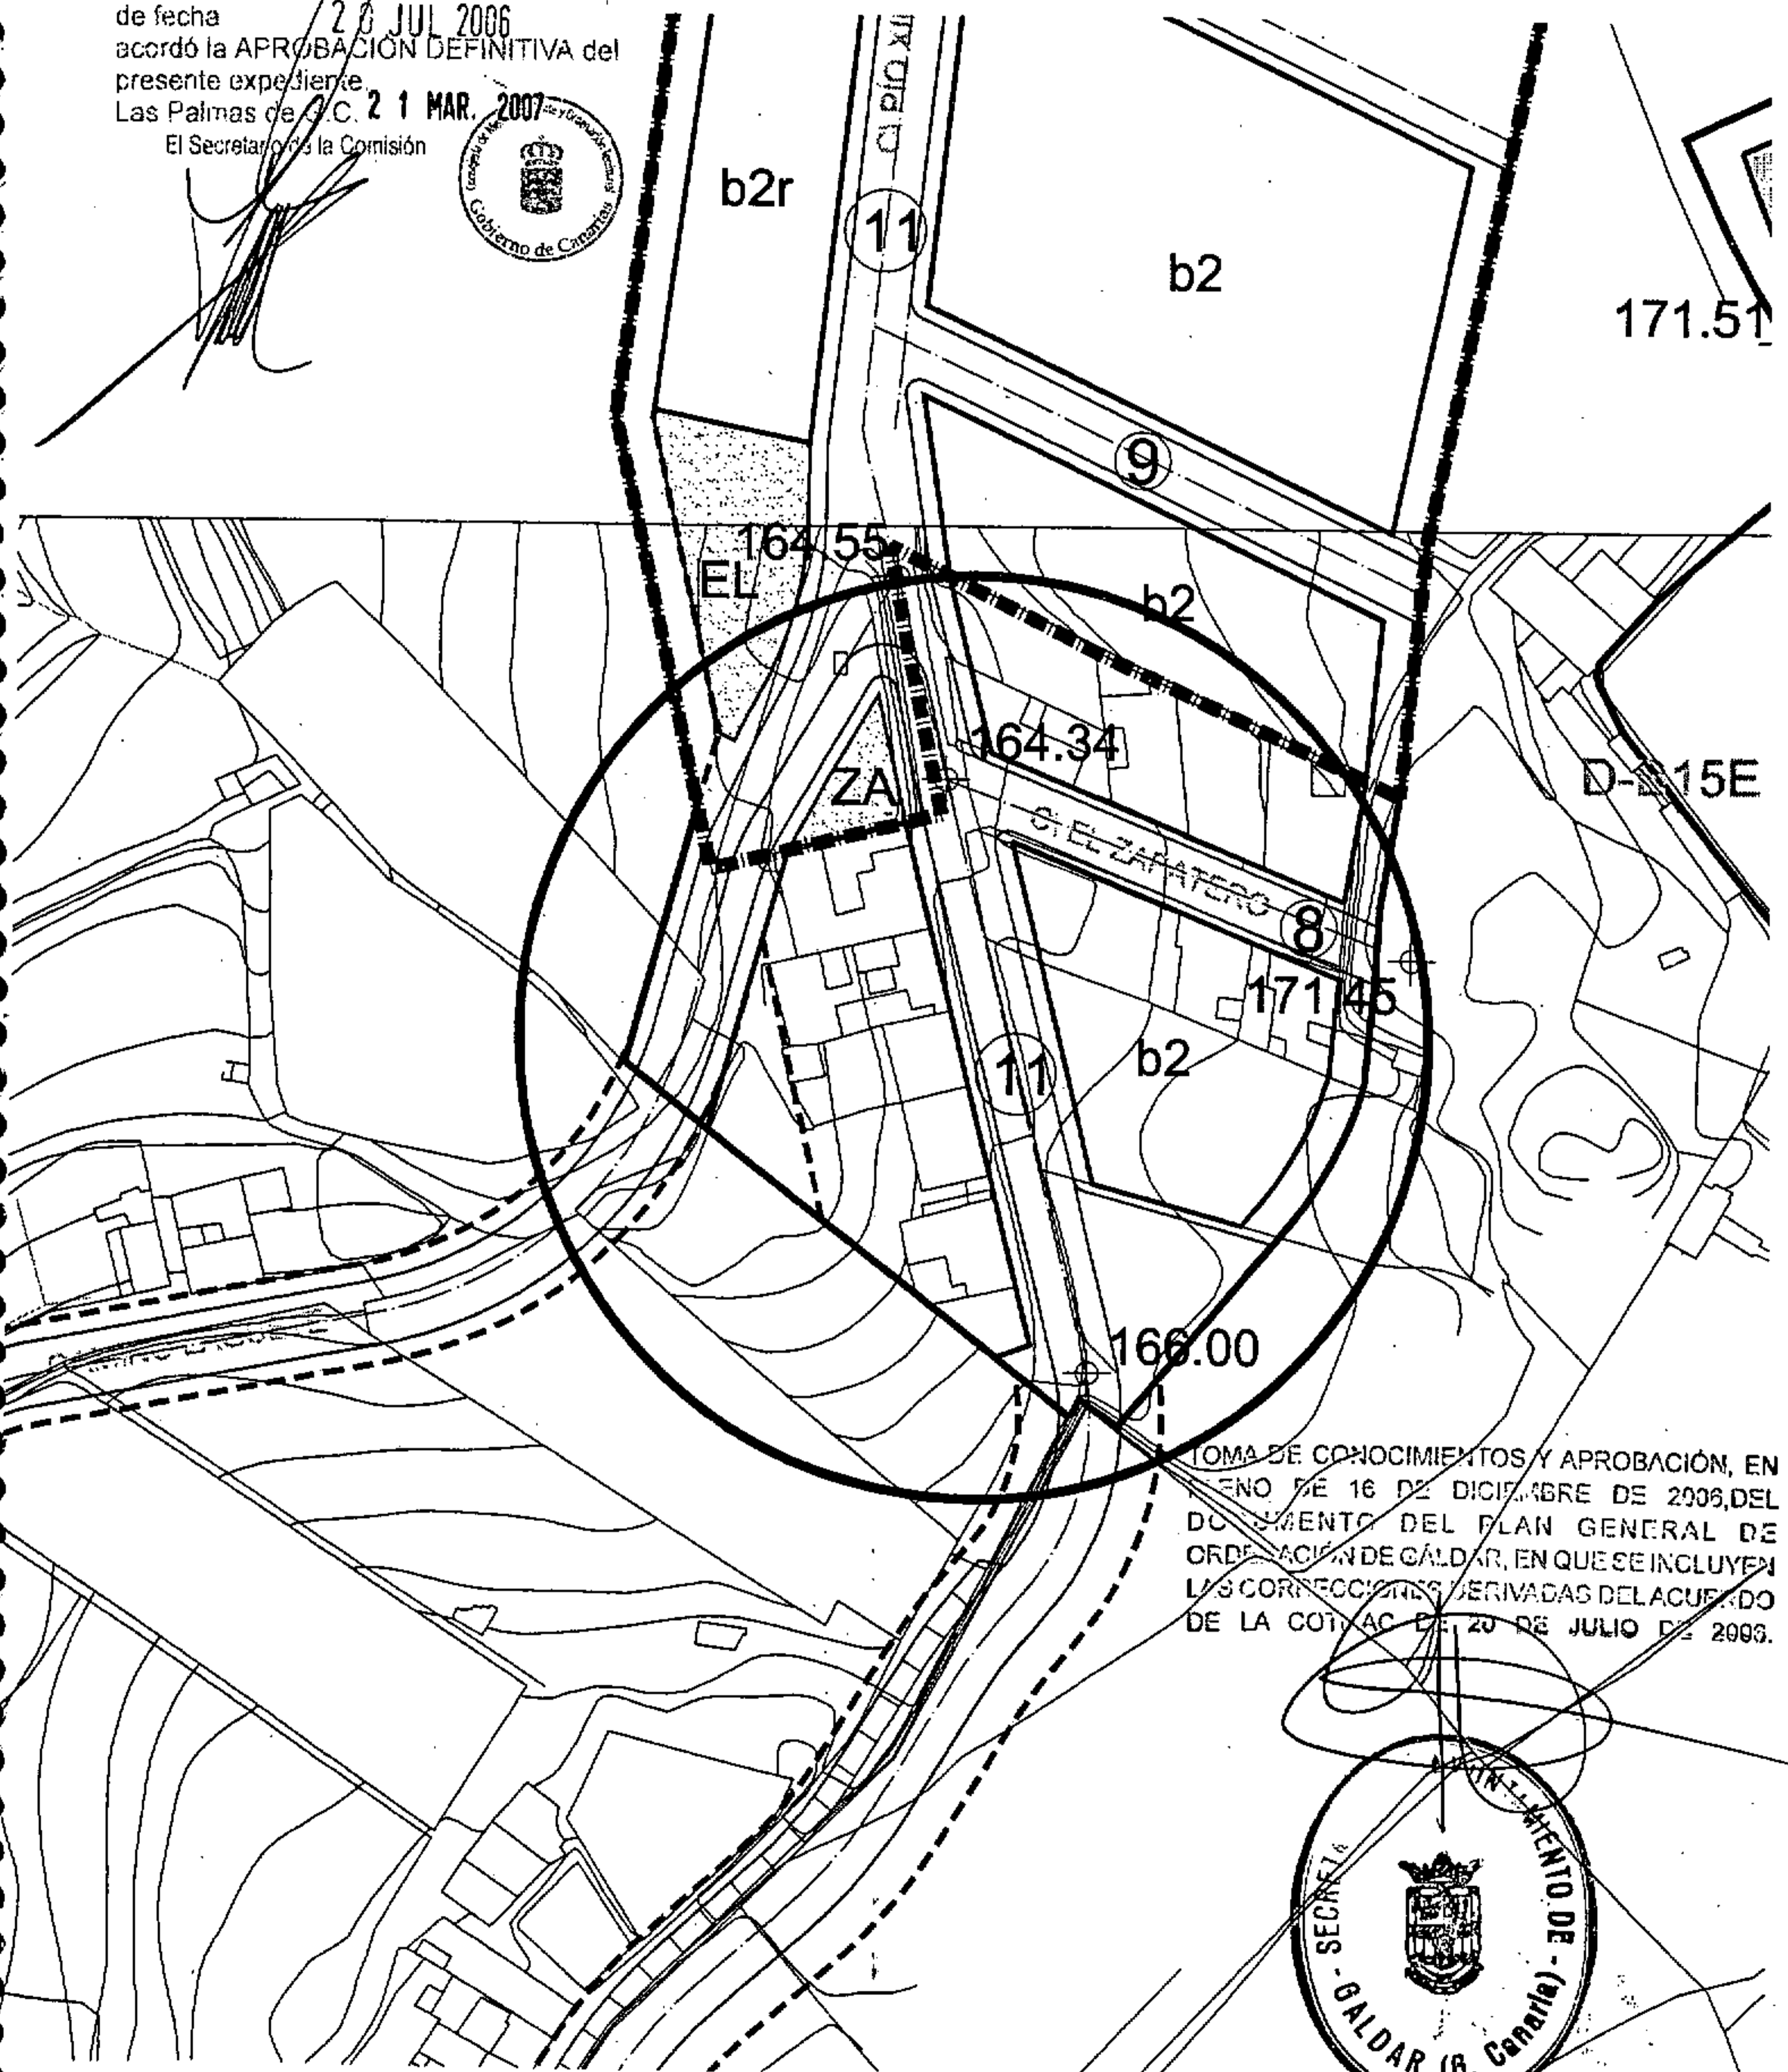 de fecha 20 JUL 2006
acordó la APROBACIÓN DEFINITIVA del
presente expediente.
Las Palmas de G.C. 21 MAR. 2007
El Secretario de la Comisión
Gobierno de Canarias
b2r
11
b2
171.51
9
164.55
EL
b2
164.34
ZA
D-
15E
C. EL ZAPATERO
8
171.45
11
b2
166.00
TOMA DE CONOCIMIENTOS Y APROBACIÓN, EN
PLENO DE 16 DE DICIEMBRE DE 2006, DEL
DOCUMENTO DEL PLAN GENERAL DE
ORDENACIÓN DE GÁLDAR, EN QUE SE INCLUYEN
LAS CORRECCIONES DERIVADAS DEL ACUERDO
DE LA COTMAC DE 20 DE JULIO DE 2006.
MIENTO DE -
SECRET
- GALDAR (G. Canaria) -